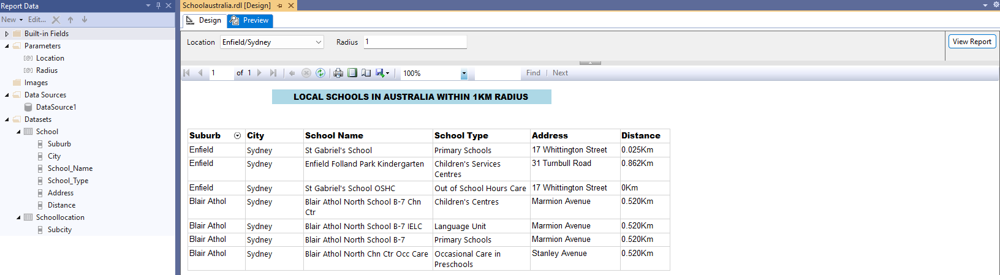 Report Data
Schoolaustralia.rdl [Design]
New Edit...
Design Preview
Built-in Fields
Parameters
Location
Radius
Images
Data Sources
DataSource1
Datasets
School
Suburb
City
School_Name
School_Type
Address
Distance
Schoollocation
Subcity
Location Enfield/Sydney Radius 1 View Report
1 of 1 100% Find | Next
LOCAL SCHOOLS IN AUSTRALIA WITHIN 1KM RADIUS
Suburb City School Name School Type Address Distance
Enfield Sydney St Gabriel's School Primary Schools 17 Whittington Street 0.025Km
Enfield Sydney Enfield Folland Park Kindergarten Children's Services 31 Turnbull Road 0.862Km
Centres
Enfield Sydney St Gabriel's School OSHC Out of School Hours Care 17 Whittington Street 0Km
Blair Athol Sydney Blair Athol North School B-7 Chn Children's Centres Marmion Avenue 0.520Km
Ctr
Blair Athol Sydney Blair Athol North School B-7 IELC Language Unit Marmion Avenue 0.520Km
Blair Athol Sydney Blair Athol North School B-7 Primary Schools Marmion Avenue 0.520Km
Blair Athol Sydney Blair Athol North Chn Ctr Occ Care Occasional Care in Stanley Avenue 0.520Km
Preschools